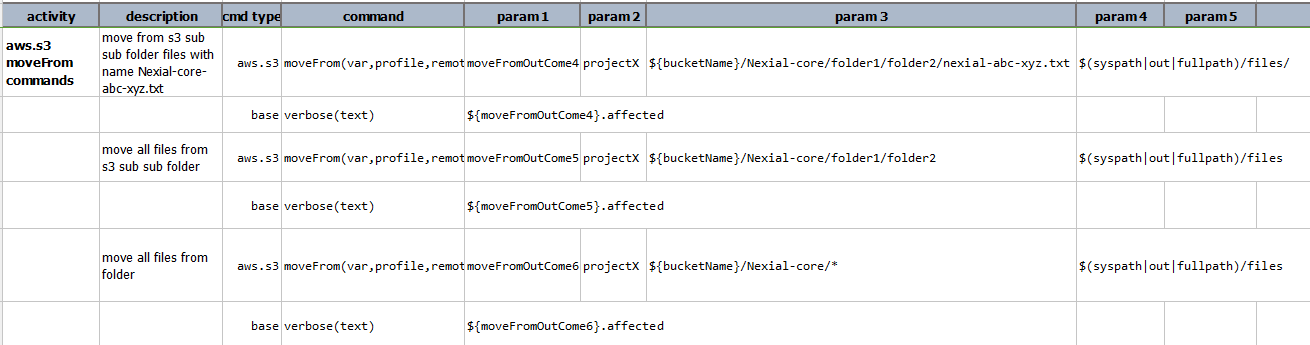 activity description cmd type command param 1 param 2 param 3 param 4 param 5
aws.s3 moveFrom commands
move from s3 sub sub folder files with name Nexial-core-abc-xyz.txt
aws.s3 moveFrom(var,profile,remot moveFromOutCome4 projectX ${bucketName}/Nexial-core/folder1/folder2/nexial-abc-xyz.txt $(syspath|out|fullpath)/files/
base verbose(text) ${moveFromOutCome4}.affected
move all files from s3 sub sub folder
aws.s3 moveFrom(var,profile,remot moveFromOutCome5 projectX ${bucketName}/Nexial-core/folder1/folder2 $(syspath|out|fullpath)/files
base verbose(text) ${moveFromOutCome5}.affected
move all files from folder
aws.s3 moveFrom(var,profile,remot moveFromOutCome6 projectX ${bucketName}/Nexial-core/* $(syspath|out|fullpath)/files
base verbose(text) ${moveFromOutCome6}.affected